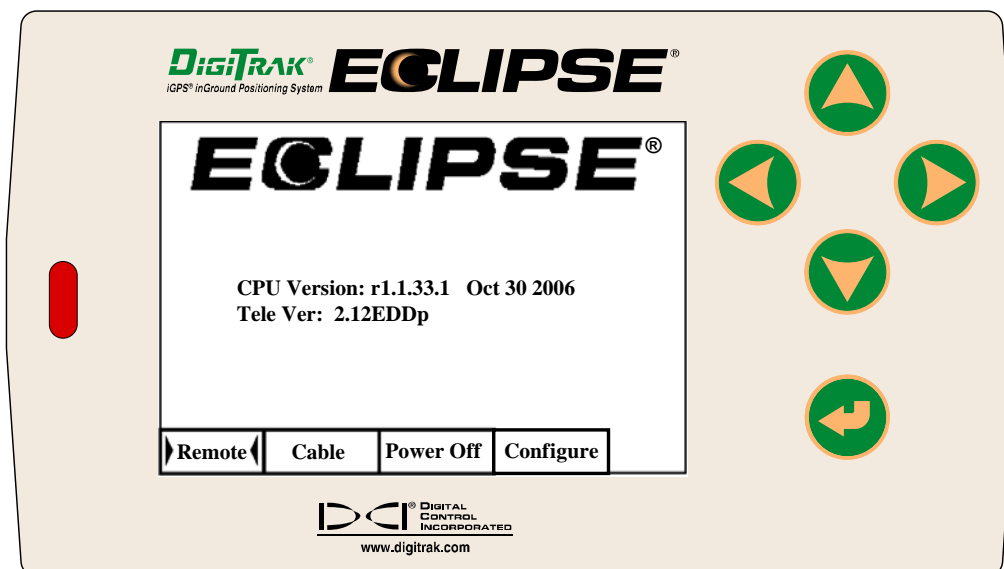 DIGITRAK® ECLIPSE®
iGPS® inGround Positioning System
ECLIPSE®
CPU Version: r1.1.33.1 Oct 30 2006
Tele Ver: 2.12EDDp
Remote Cable Power Off Configure
DCI® DIGITAL
CONTROL
INCORPORATED
www.digitrak.com